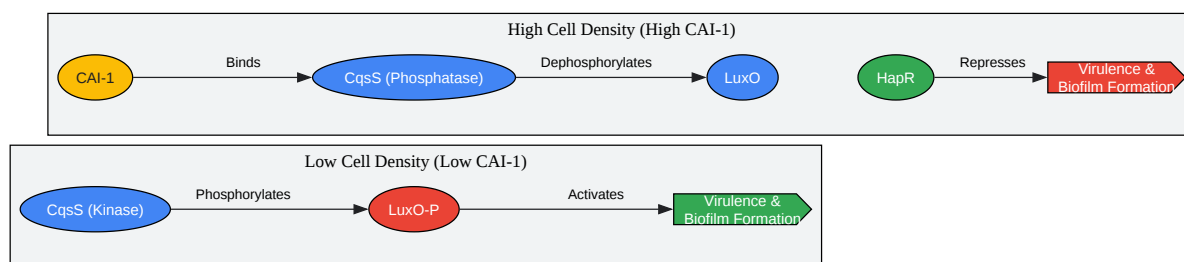 High Cell Density (High CAI-1)
CAI-1
Binds
CqsS (Phosphatase)
Dephosphorylates
LuxO
HapR
Represses
Virulence &
Biofilm Formation
Low Cell Density (Low CAI-1)
CqsS (Kinase)
Phosphorylates
LuxO-P
Activates
Virulence &
Biofilm Formation